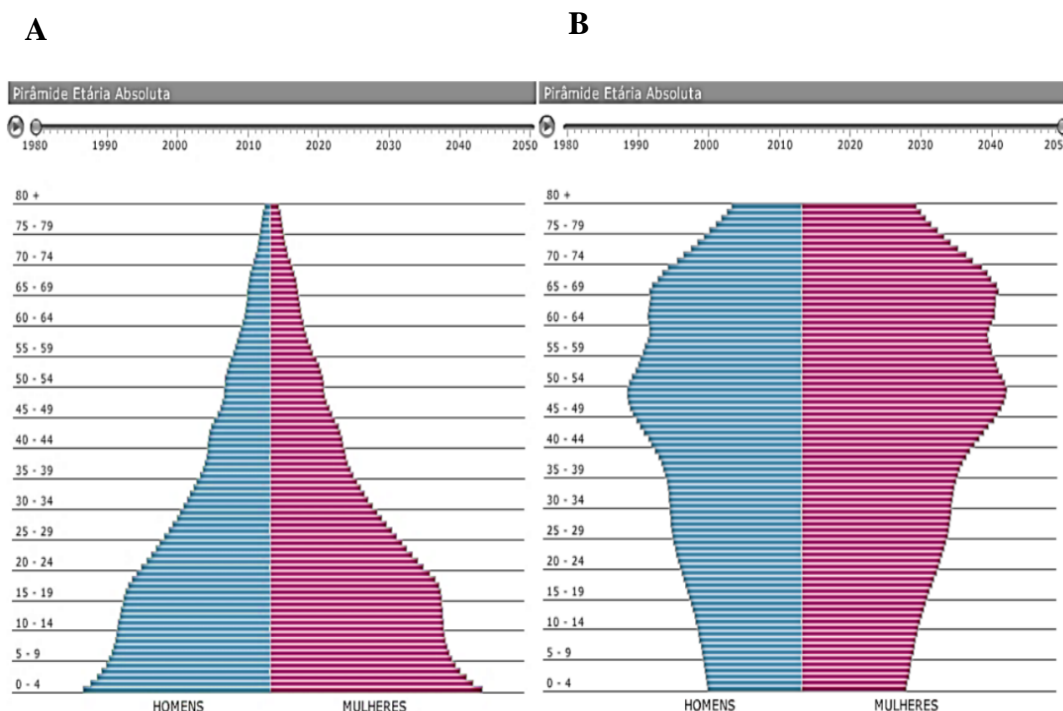 A
B
Pirâmide Etária Absoluta
Pirâmide Etária Absoluta
1980 1990 2000 2010 2020 2030 2040 2050
1980 1990 2000 2010 2020 2030 2040 205
80 +
75 - 79
70 - 74
65 - 69
60 - 64
55 - 59
50 - 54
45 - 49
40 - 44
35 - 39
30 - 34
25 - 29
20 - 24
15 - 19
10 - 14
5 - 9
0 - 4
HOMENS MULHERES
80 +
75 - 79
70 - 74
65 - 69
60 - 64
55 - 59
50 - 54
45 - 49
40 - 44
35 - 39
30 - 34
25 - 29
20 - 24
15 - 19
10 - 14
5 - 9
0 - 4
HOMENS MULHERES